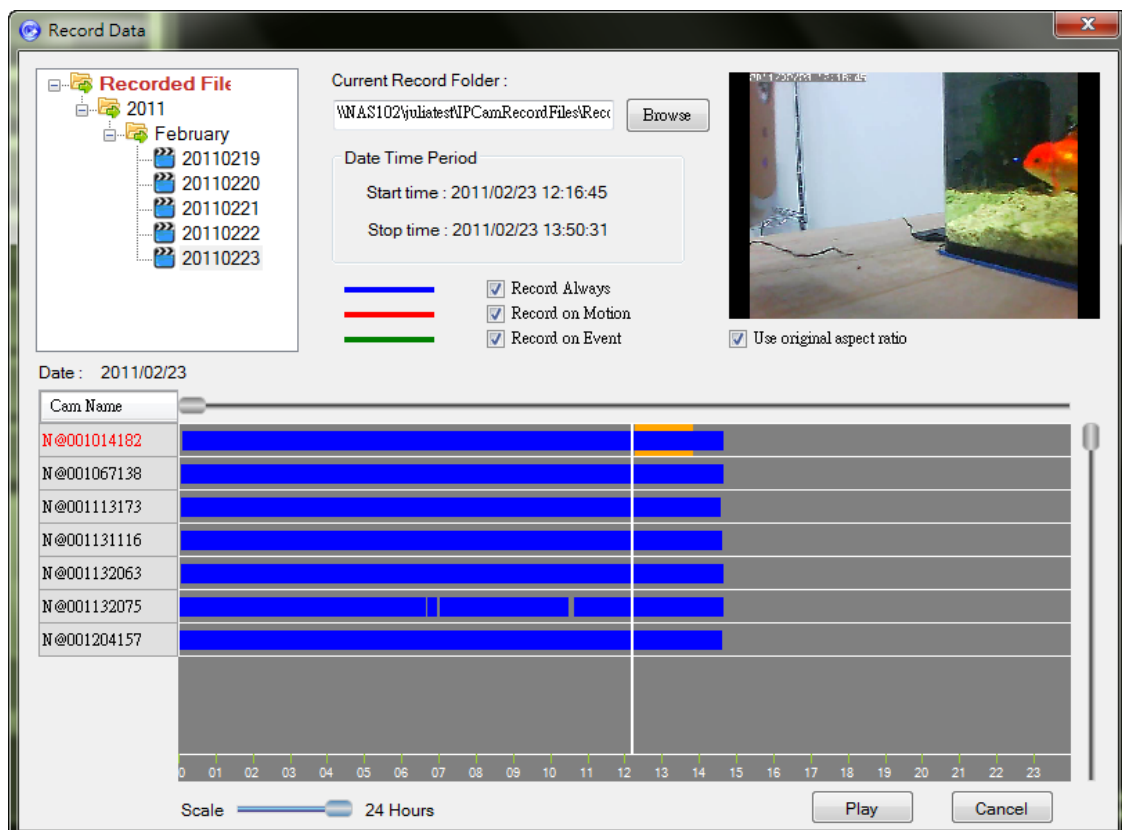 Record Data
Recorded File
2011
February
20110219
20110220
20110221
20110222
20110223
Current Record Folder :
\\NAS102\juliatest\IPCamRecordFiles\Reco
Browse
Date Time Period
Start time : 2011/02/23 12:16:45
Stop time : 2011/02/23 13:50:31
Record Always
Record on Motion
Record on Event
Use original aspect ratio
Date : 2011/02/23
Cam Name
N@001014182
N@001067138
N@001113173
N@001131116
N@001132063
N@001132075
N@001204157
0 01 02 03 04 05 06 07 08 09 10 11 12 13 14 15 16 17 18 19 20 21 22 23
Scale 24 Hours
Play
Cancel